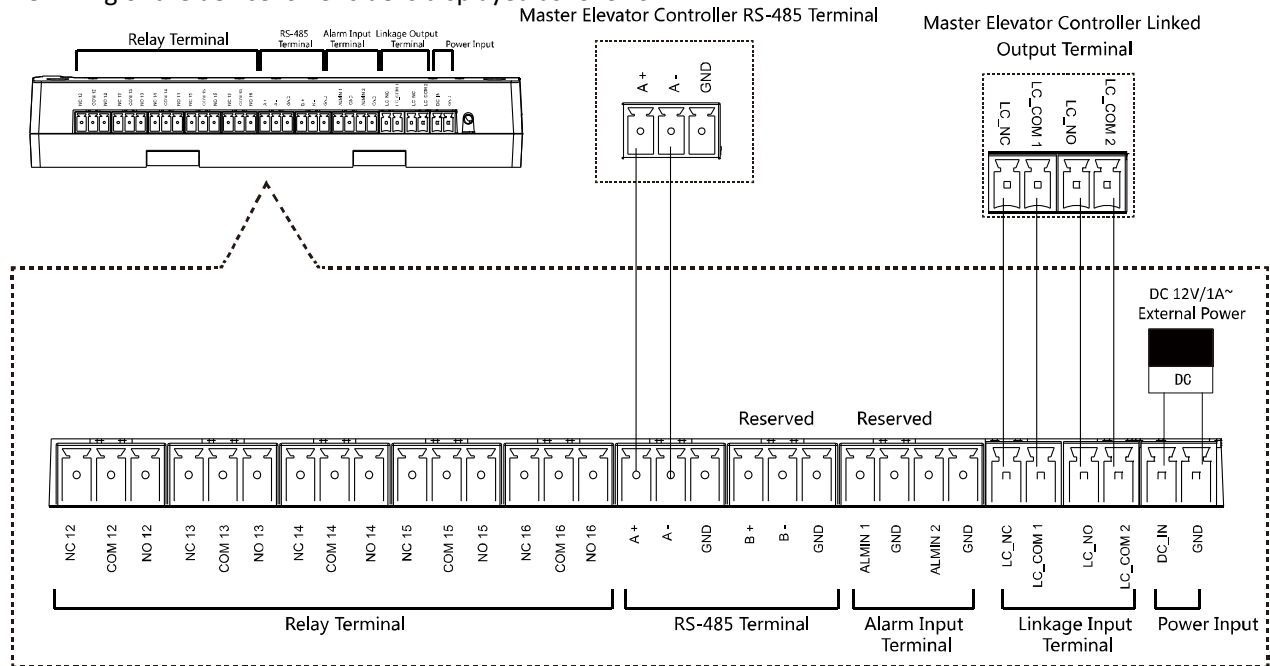 Master Elevator Controller RS-485 Terminal
Master Elevator Controller Linked
Output Terminal
Relay Terminal
RS-485
Terminal
Alarm Input
Terminal
Linkage Output
Terminal
Power Input
A+
A-
GND
LC_NC
LC_COM 1
LC_NO
LC_COM 2
DC 12V/1A~
External Power
DC
Reserved
Reserved
NC 12
COM 12
NO 12
NC 13
COM 13
NO 13
NC 14
COM 14
NO 14
NC 15
COM 15
NO 15
NC 16
COM 16
NO 16
A+
A-
GND
B+
B-
GND
ALMIN 1
GND
ALMIN 2
GND
LC_NC
LC_COM 1
LC_NO
LC_COM 2
DC_IN
GND
Relay Terminal
RS-485 Terminal
Alarm Input
Terminal
Linkage Input
Terminal
Power Input